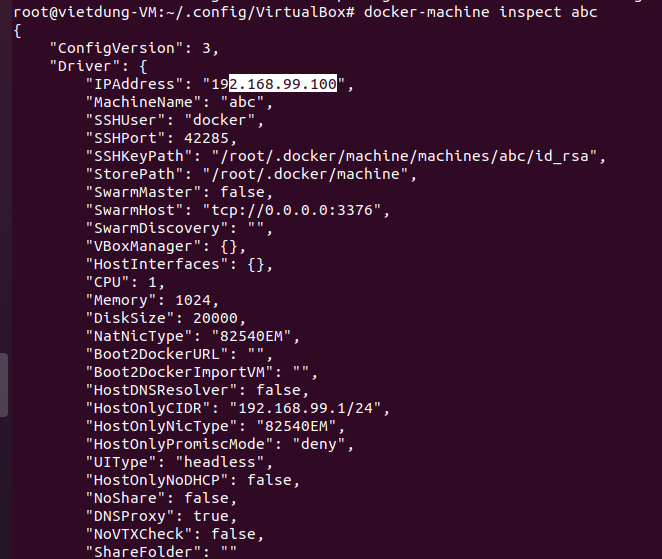 root@vietdung-VM:~/.config/VirtualBox# docker-machine inspect abc
{
    "ConfigVersion": 3,
    "Driver": {
        "IPAddress": "192.168.99.100",
        "MachineName": "abc",
        "SSHUser": "docker",
        "SSHPort": 42285,
        "SSHKeyPath": "/root/.docker/machine/machines/abc/id_rsa",
        "StorePath": "/root/.docker/machine",
        "SwarmMaster": false,
        "SwarmHost": "tcp://0.0.0.0:3376",
        "SwarmDiscovery": "",
        "VBoxManager": {},
        "HostInterfaces": {},
        "CPU": 1,
        "Memory": 1024,
        "DiskSize": 20000,
        "NatNicType": "82540EM",
        "Boot2DockerURL": "",
        "Boot2DockerImportVM": "",
        "HostDNSResolver": false,
        "HostOnlyCIDR": "192.168.99.1/24",
        "HostOnlyNicType": "82540EM",
        "HostOnlyPromiscMode": "deny",
        "UIType": "headless",
        "HostOnlyNoDHCP": false,
        "NoShare": false,
        "DNSProxy": true,
        "NoVTXCheck": false,
        "ShareFolder": ""